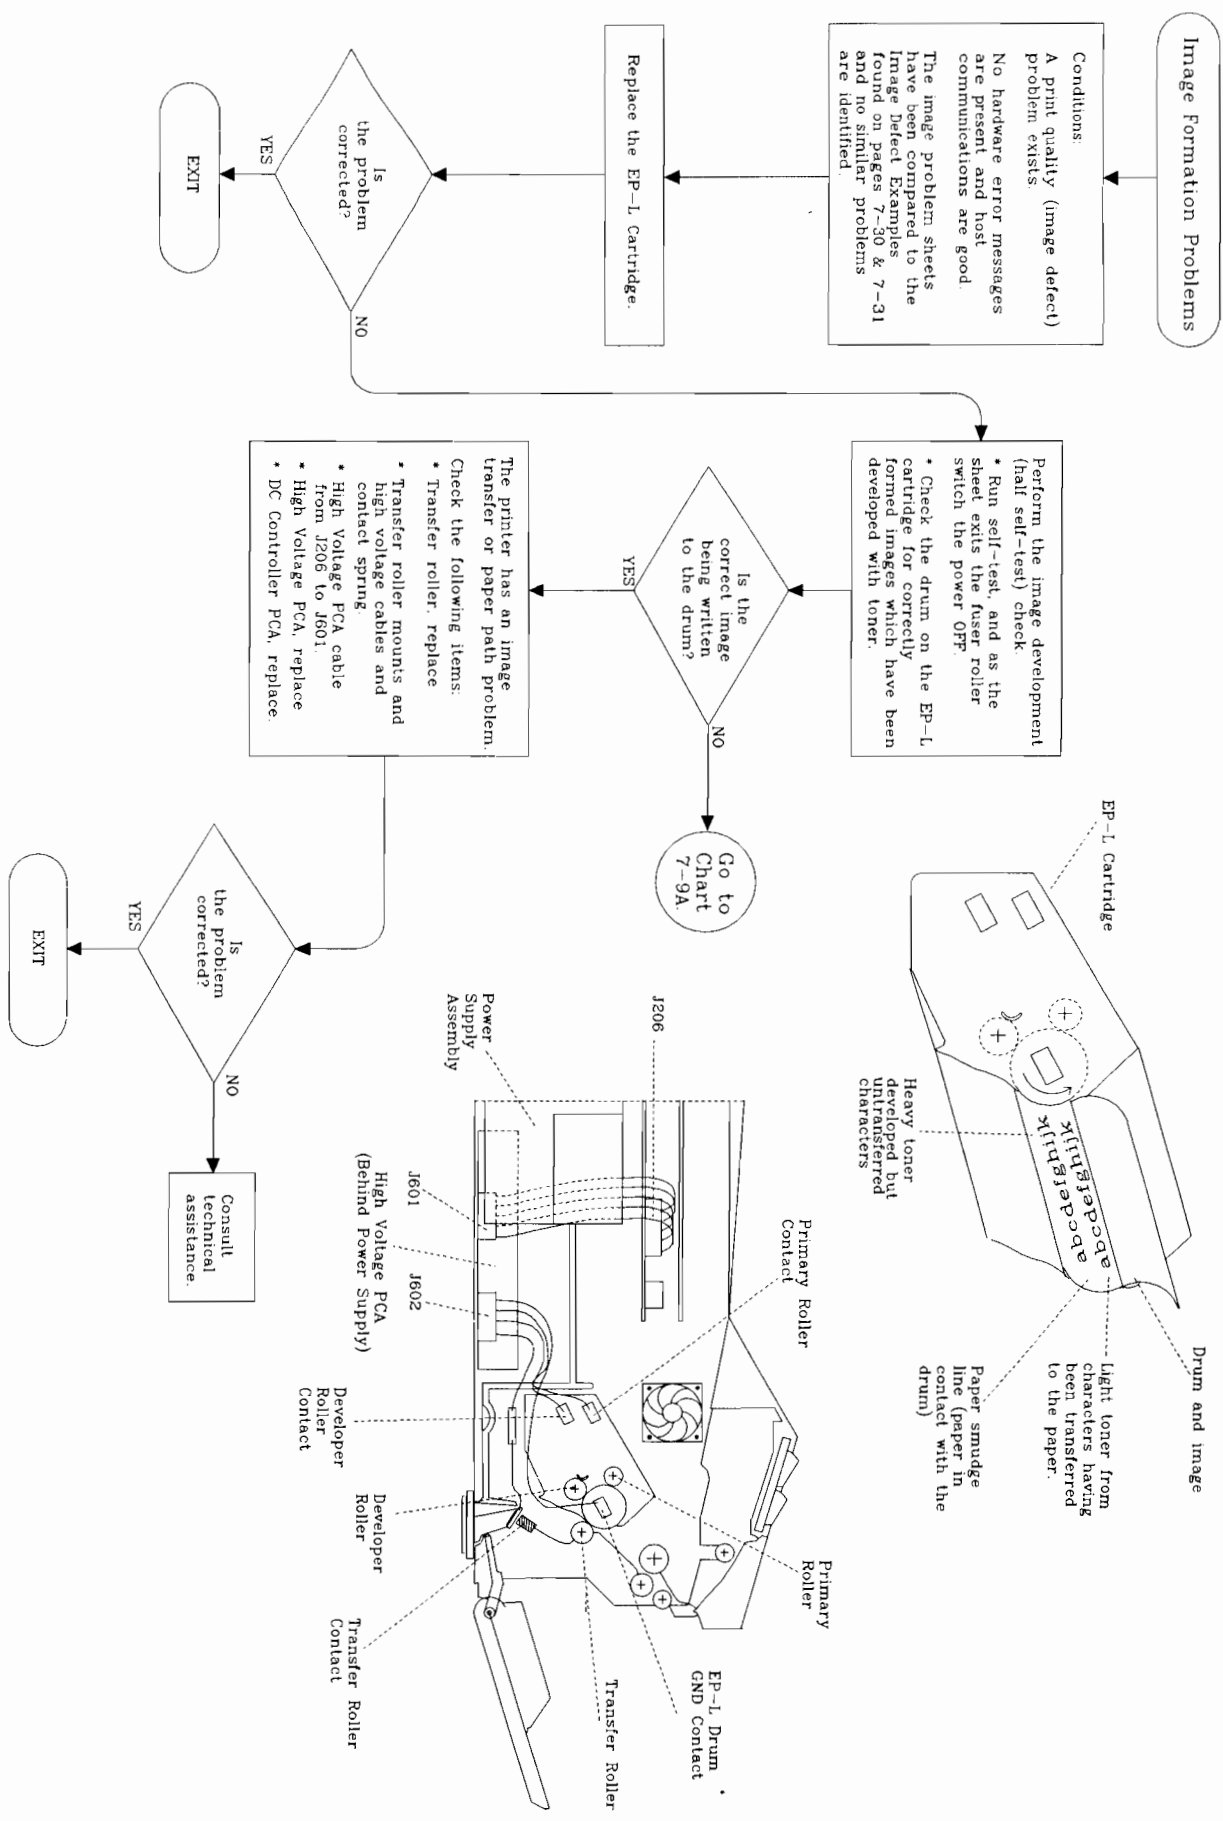 Image Formation Problems
Conditions:
A print quality (image defect)
problem exists.
No hardware error messages
are present and host
communications are good.
The image problem sheets
have been compared to the
Image Defect Examples
found on pages 7-30 & 7-31
and no similar problems
are identified.
Replace the EP-L Cartridge.
Is
the problem
corrected?
YES
EXIT
NO
Perform the image development
(half self-test) check.
* Run self-test, and as the
sheet exits the fuser roller
switch the power OFF.
* Check the drum on the EP-L
cartridge for correctly
formed images which have been
developed with toner.
Is the
correct image
being written
to the drum?
NO
Go to
Chart
7-9A.
YES
The printer has an image
transfer or paper path problem.
Check the following items:
* Transfer roller, replace
* Transfer roller mounts and
high voltage cables and
contact spring.
* High Voltage PCA cable
from J206 to J601.
* High Voltage PCA, replace
* DC Controller PCA, replace.
Is
the problem
corrected?
YES
EXIT
NO
Consult
technical
assistance.
EP-L Cartridge
Drum and image
abcdefghijk
abcdefghijk
Light toner from
characters having
been transferred
to the paper.
Heavy toner
developed but
untransferred
characters
Paper smudge
line (paper in
contact with the
drum)
Primary Roller
Contact
Primary
Roller
J206
EP-L Drum
GND Contact
Power
Supply
Assembly
Transfer Roller
J601
High Voltage PCA
(Behind Power Supply)
J602
Developer
Roller
Contact
Developer
Roller
Transfer Roller
Contact